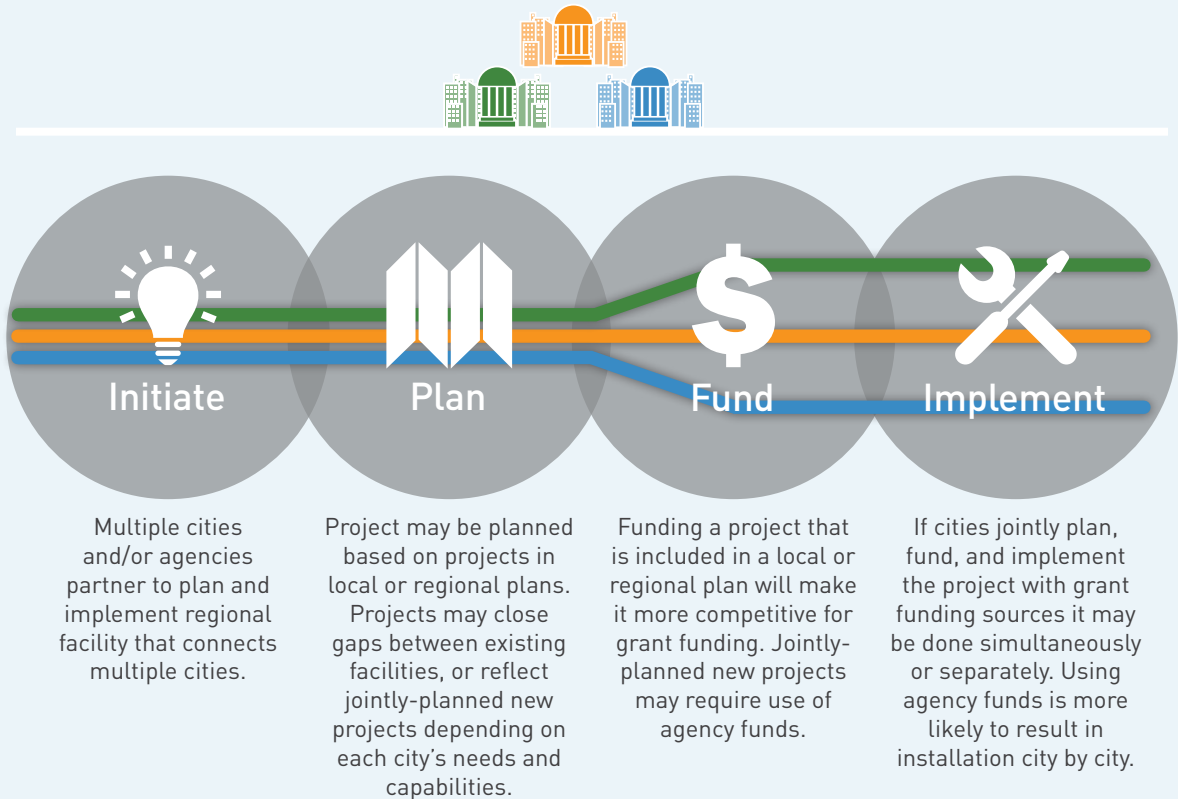 Initiate
Plan
Fund
Implement
Multiple cities
and/or agencies
partner to plan and
implement regional
facility that connects
multiple cities.
Project may be planned
based on projects in
local or regional plans.
Projects may close
gaps between existing
facilities, or reflect
jointly-planned new
projects depending on
each city’s needs and
capabilities.
Funding a project that
is included in a local or
regional plan will make
it more competitive for
grant funding. Jointly-
planned new projects
may require use of
agency funds.
If cities jointly plan,
fund, and implement
the project with grant
funding sources it may
be done simultaneously
or separately. Using
agency funds is more
likely to result in
installation city by city.